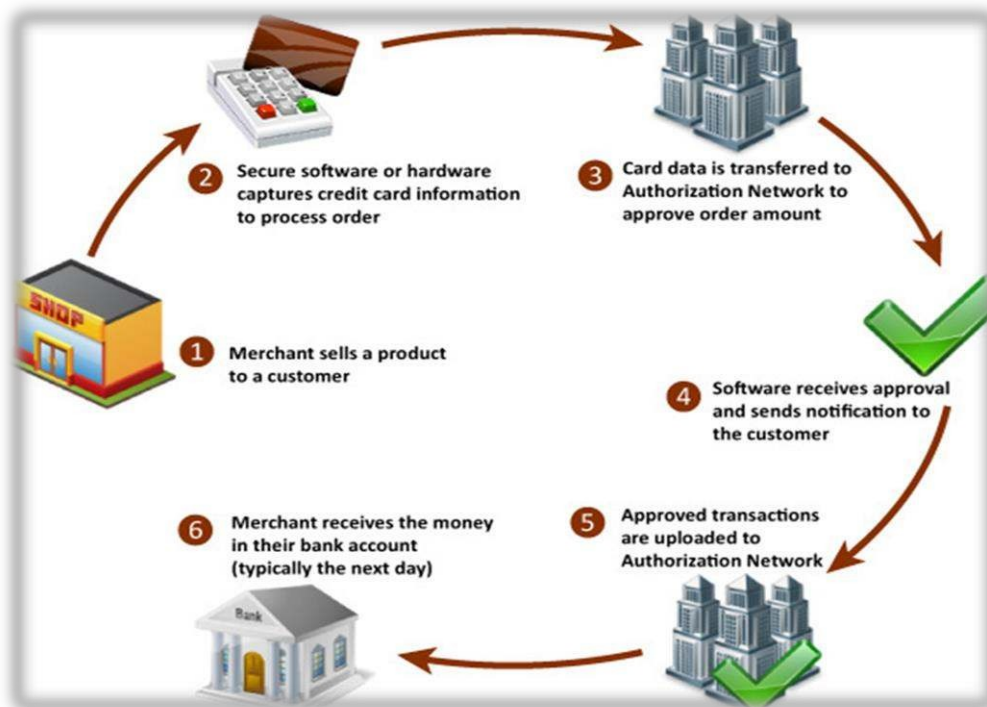 SHOP
1
Merchant sells a product
to a customer
2
Secure software or hardware
captures credit card information
to process order
3
Card data is transferred to
Authorization Network to
approve order amount
4
Software receives approval
and sends notification to
the customer
5
Approved transactions
are uploaded to
Authorization Network
6
Merchant receives the money
in their bank account
(typically the next day)
Bank